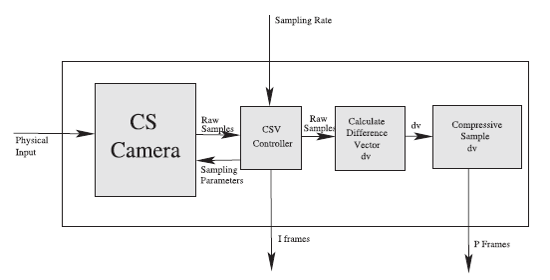 Sampling Rate
CS
Camera
Raw
Samples
CSV
Controller
Raw
Samples
Calculate
Difference
Vector
dv
dv
Compressive
Sample
dv
Physical
Input
Sampling
Parameters
I frames
P Frames